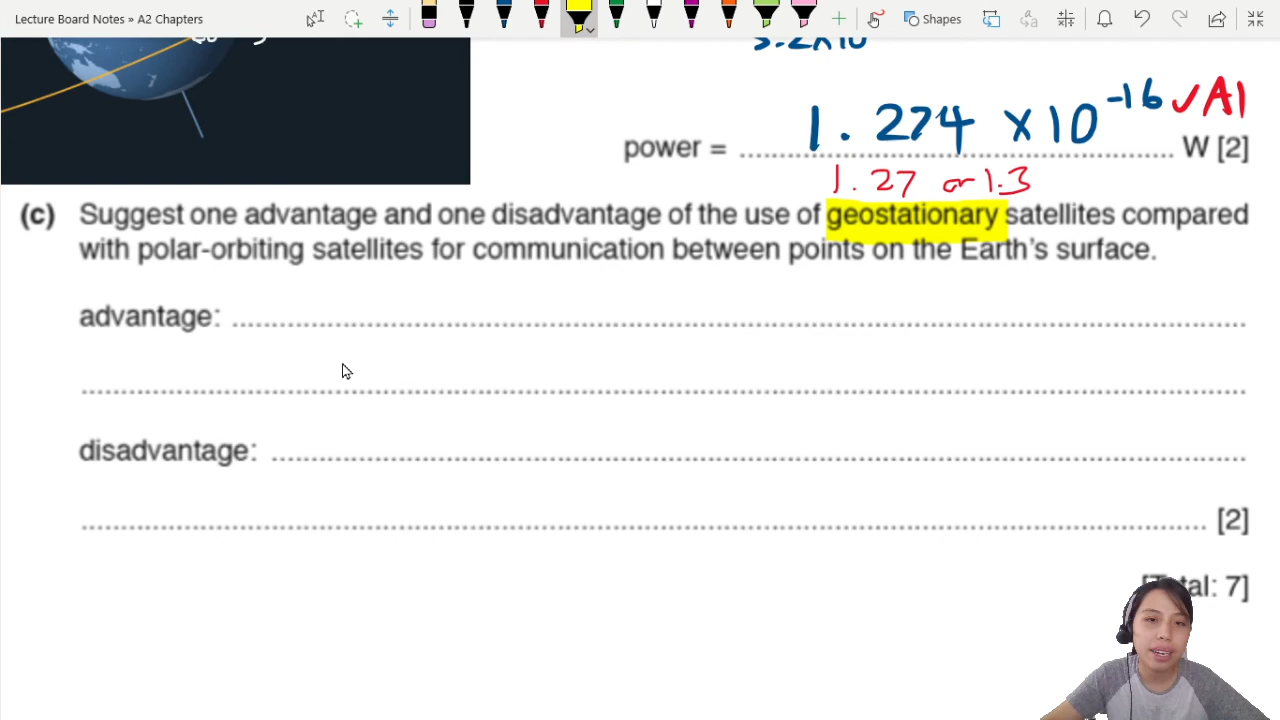 Lecture Board Notes » A2 Chapters
Shapes
1.274 ×10⁻¹⁶ ✓A1
power = ........................................................ W [2]
1.27 or 1.3
(c) Suggest one advantage and one disadvantage of the use of geostationary satellites compared
with polar-orbiting satellites for communication between points on the Earth's surface.
advantage: ........................................................
........................................................
disadvantage: ........................................................
........................................................ [2]
7]